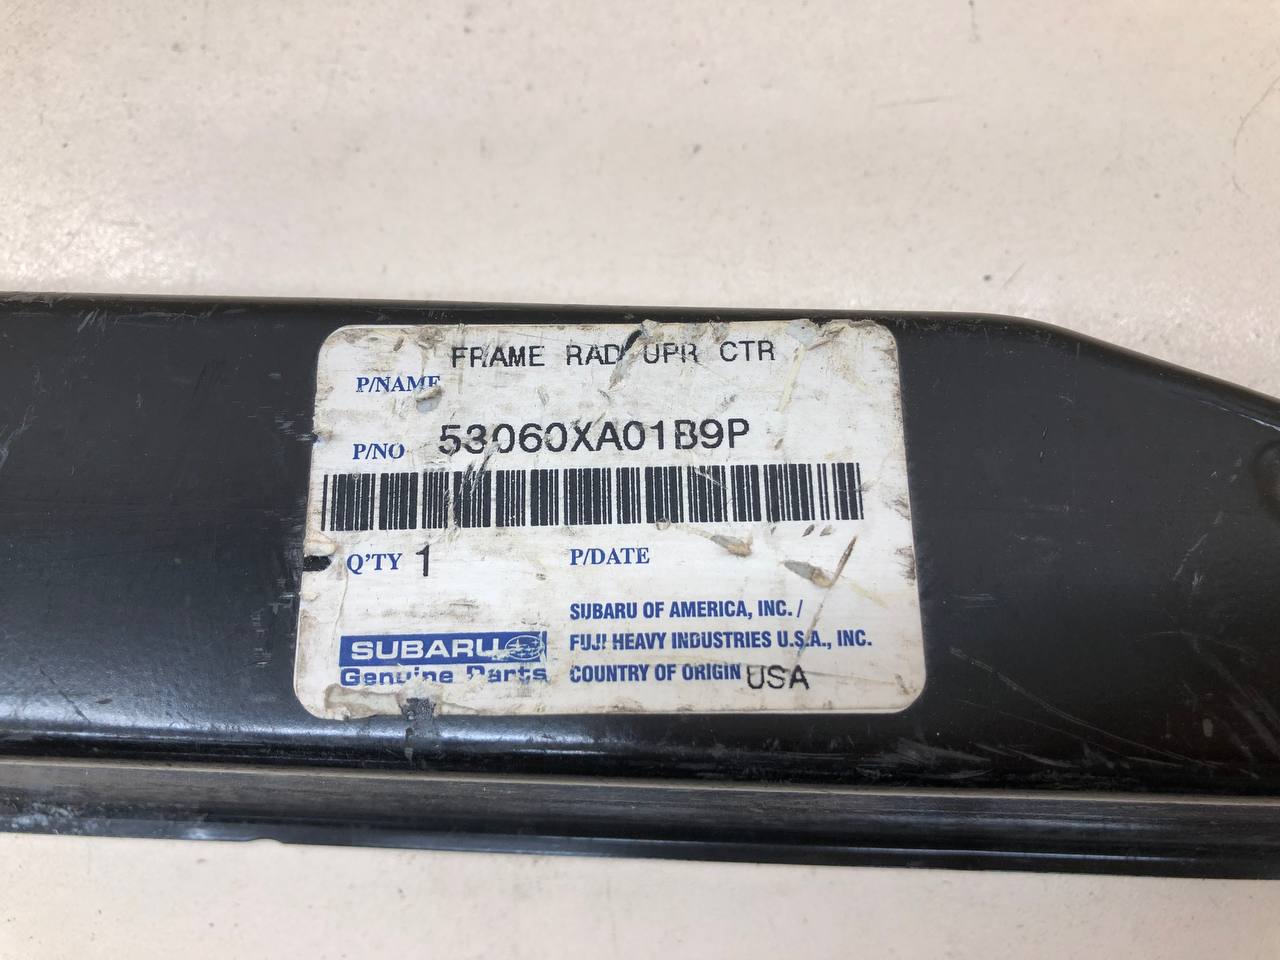 FRAME RAD UPR CTR
P/NAME
P/NO 53060XA01B9P
Q'TY 1 P/DATE
SUBARU OF AMERICA, INC. /
SUBARU FUJI HEAVY INDUSTRIES U.S.A., INC.
Genuine Parts COUNTRY OF ORIGIN USA